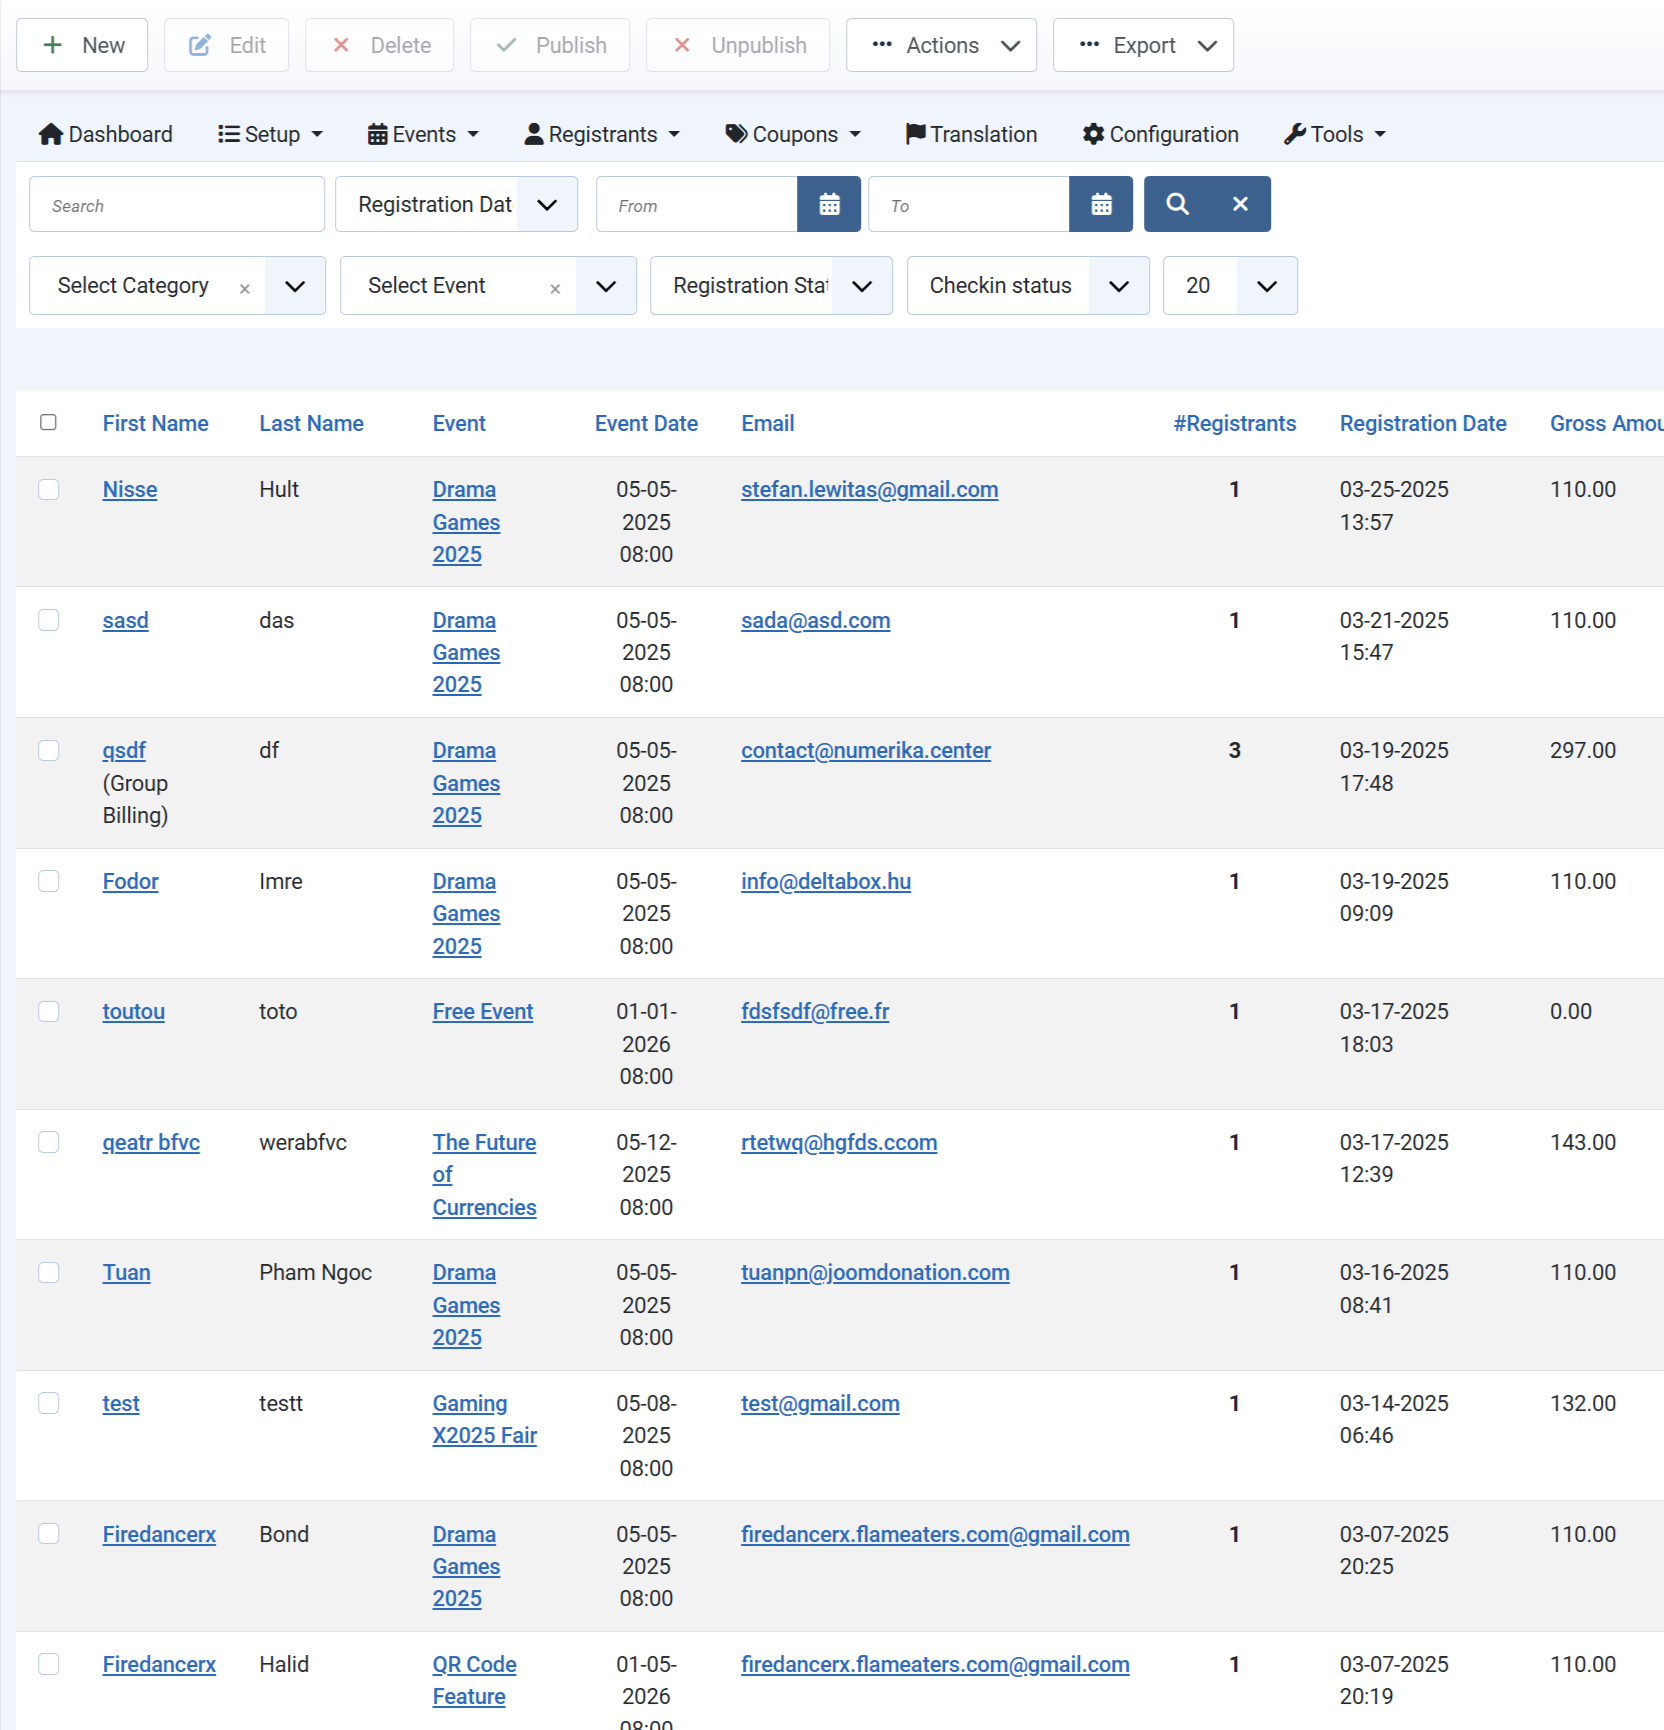 New Edit Delete Publish Unpublish ••• Actions ••• Export
Dashboard Setup Events Registrants Coupons Translation Configuration Tools
Search Registration Dat From To
Select Category × Select Event × Registration Sta Checkin status 20
First Name Last Name Event Event Date Email #Registrants Registration Date Gross Amou
Nisse Hult Drama 05-05- stefan.lewitas@gmail.com 1 03-25-2025 110.00
Games 2025 13:57
2025 08:00
sasd das Drama 05-05- sada@asd.com 1 03-21-2025 110.00
Games 2025 15:47
2025 08:00
qsdf df Drama 05-05- contact@numerika.center 3 03-19-2025 297.00
(Group Games 2025 17:48
Billing) 2025 08:00
Fodor Imre Drama 05-05- info@deltabox.hu 1 03-19-2025 110.00
Games 2025 09:09
2025 08:00
toutou toto Free Event 01-01- fdsfsdf@free.fr 1 03-17-2025 0.00
2026 18:03
08:00
qeatr bfvc werabfvc The Future 05-12- rtetwq@hgfds.ccom 1 03-17-2025 143.00
of 2025 12:39
Currencies 08:00
Tuan Pham Ngoc Drama 05-05- tuanpn@joomdonation.com 1 03-16-2025 110.00
Games 2025 08:41
2025 08:00
test testt Gaming 05-08- test@gmail.com 1 03-14-2025 132.00
X2025 Fair 2025 06:46
08:00
Firedancerx Bond Drama 05-05- firedancerx.flameaters.com@gmail.com 1 03-07-2025 110.00
Games 2025 20:25
2025 08:00
Firedancerx Halid QR Code 01-05- firedancerx.flameaters.com@gmail.com 1 03-07-2025 110.00
Feature 2026 20:19
08:00